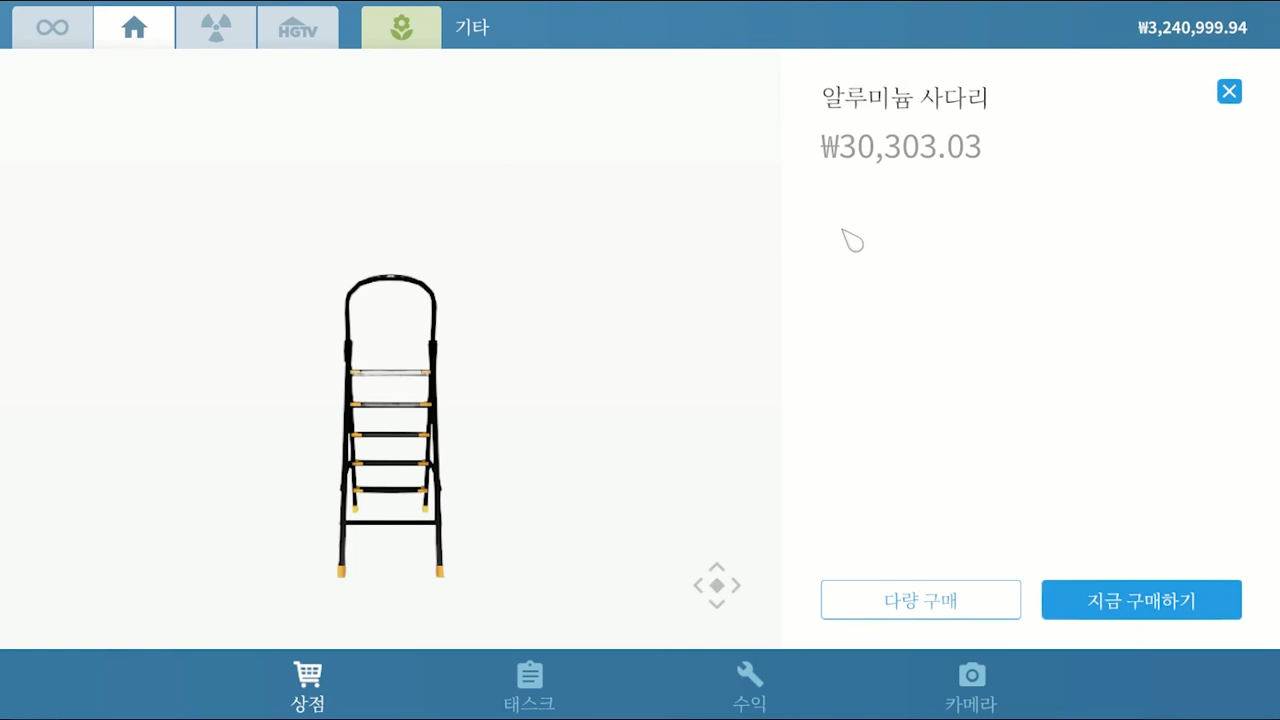 HGTV
기타
₩3,240,999.94
알루미늄 사다리
₩30,303.03
다량 구매
지금 구매하기
상점
태스크
수익
카메라